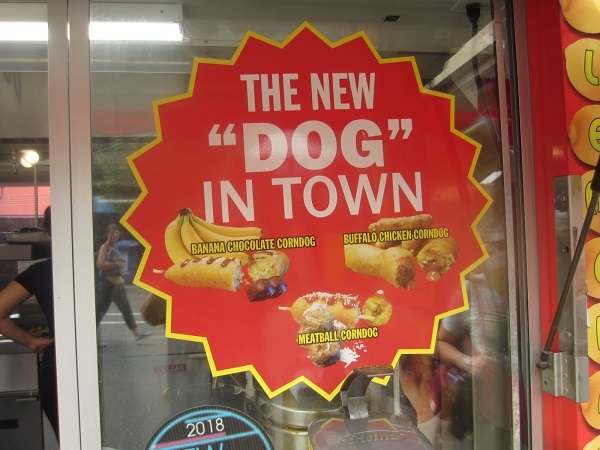 THE NEW
"DOG"
IN TOWN
BANANA CHOCOLATE CORNDOG
BUFFALO CHICKEN CORNDOG
MEATBALL CORNDOG
2018